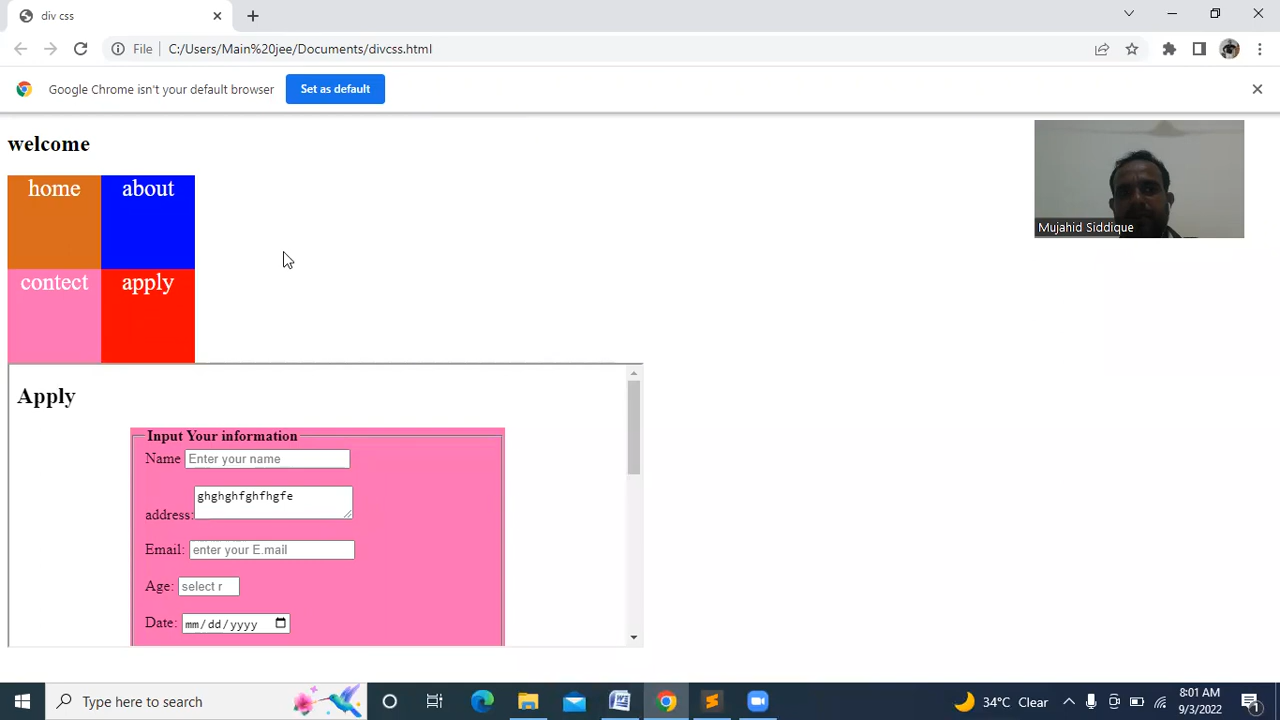 div css
File
C:/Users/Main%20jee/Documents/divcss.html
Google Chrome isn't your default browser
Set as default
welcome
home about
contect apply
Mujahid Siddique
Apply
Input Your information
Name Enter your name
address: ghghghfghfhgfe
Email: enter your E.mail
Age: select r
Date: mm/dd/yyyy
Type here to search
34°C Clear
8:01 AM
9/3/2022
1